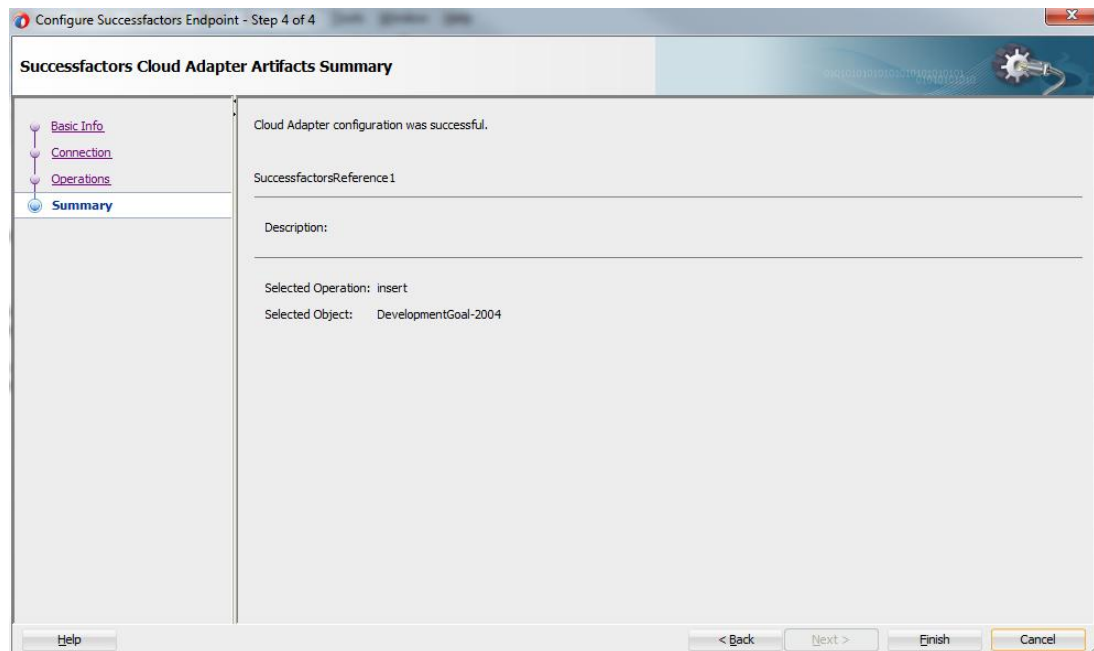 Configure Successfactors Endpoint - Step 4 of 4
Successfactors Cloud Adapter Artifacts Summary
Basic Info
Connection
Operations
Summary
Cloud Adapter configuration was successful.
SuccessfactorsReference1
Description:
Selected Operation: insert
Selected Object: DevelopmentGoal-2004
Help
< Back
Next >
Finish
Cancel